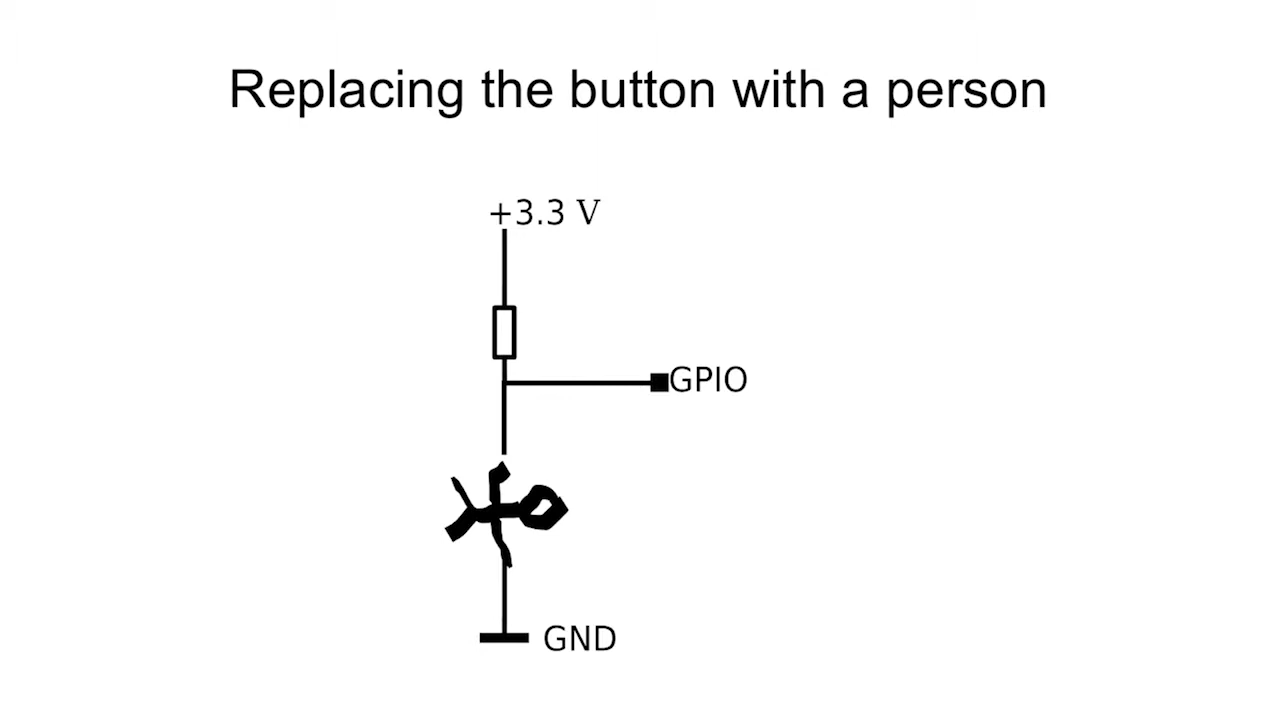 Replacing the button with a person
+3.3 V
GPIO
GND